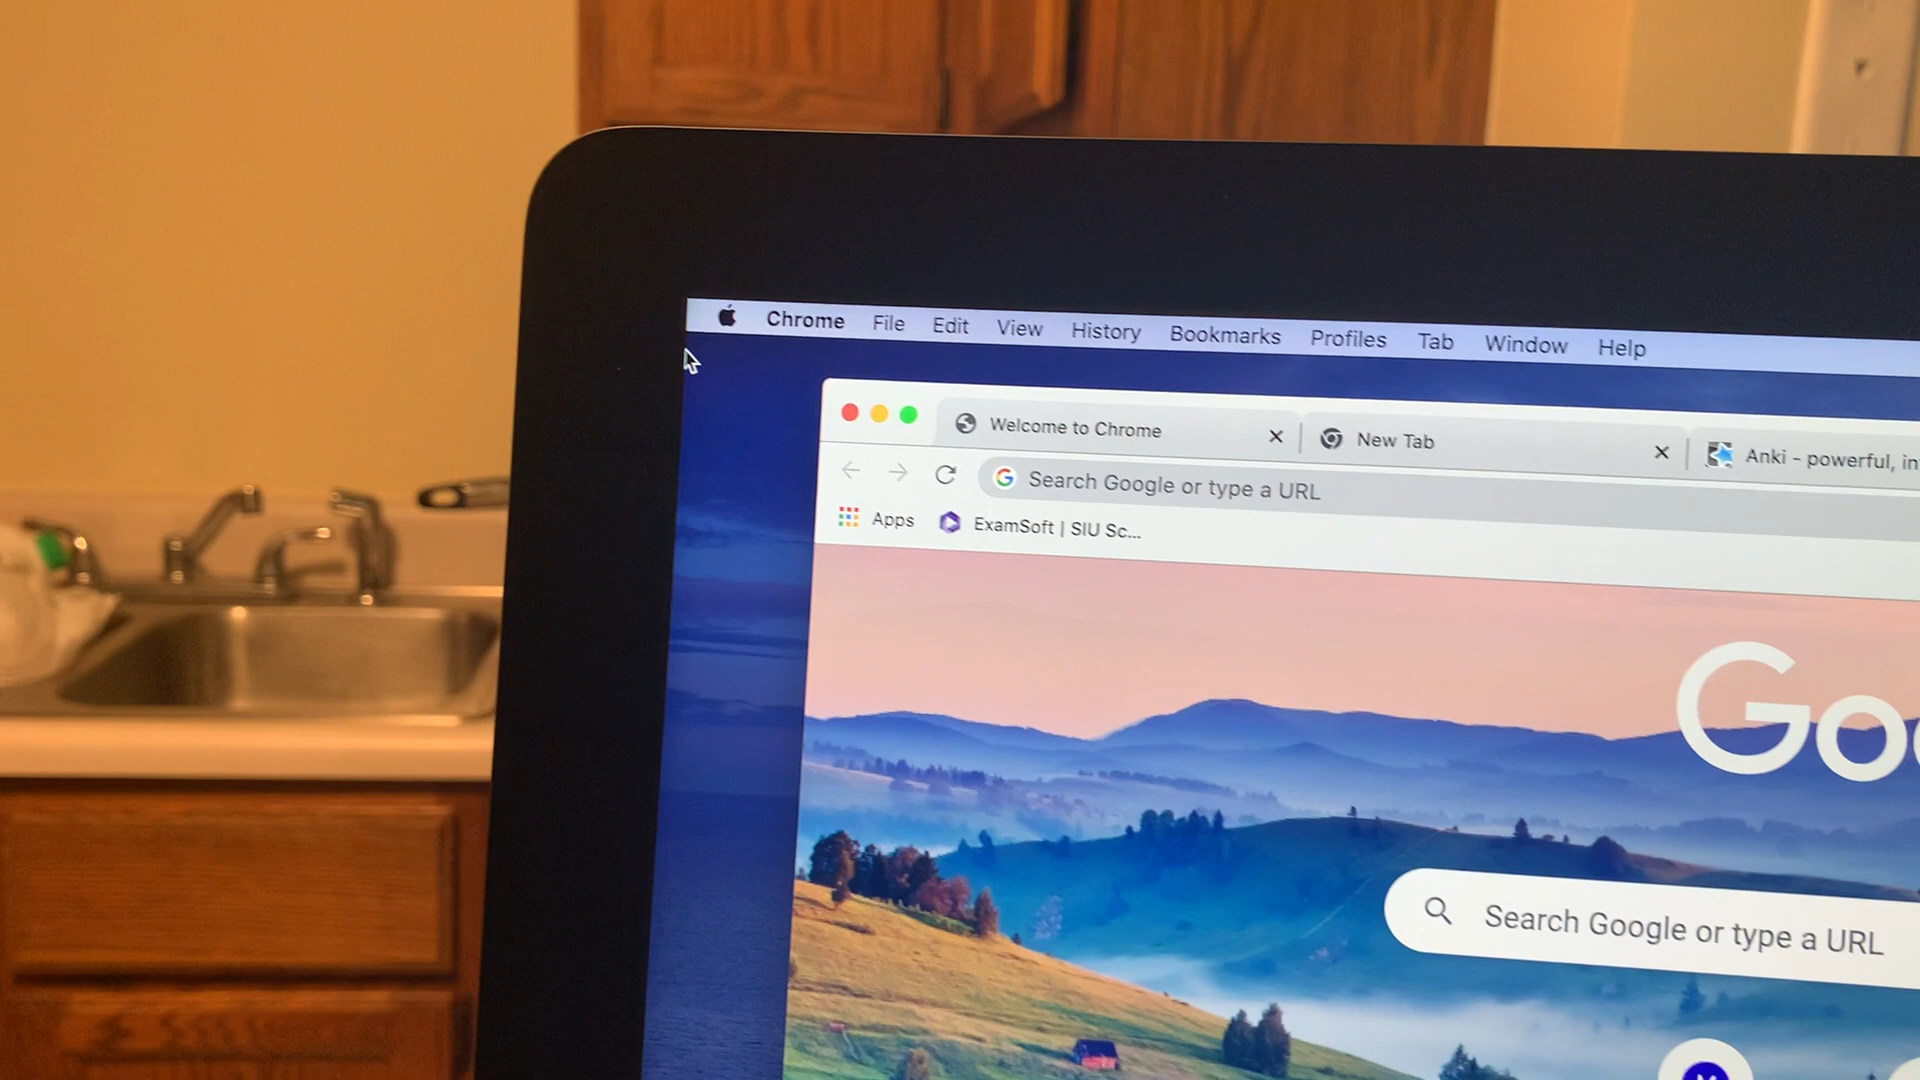 Chrome File Edit View History Bookmarks Profiles Tab Window Help
Welcome to Chrome New Tab Anki - powerful, in
Search Google or type a URL
Apps ExamSoft | SIU Sc...
Goo
Search Google or type a URL